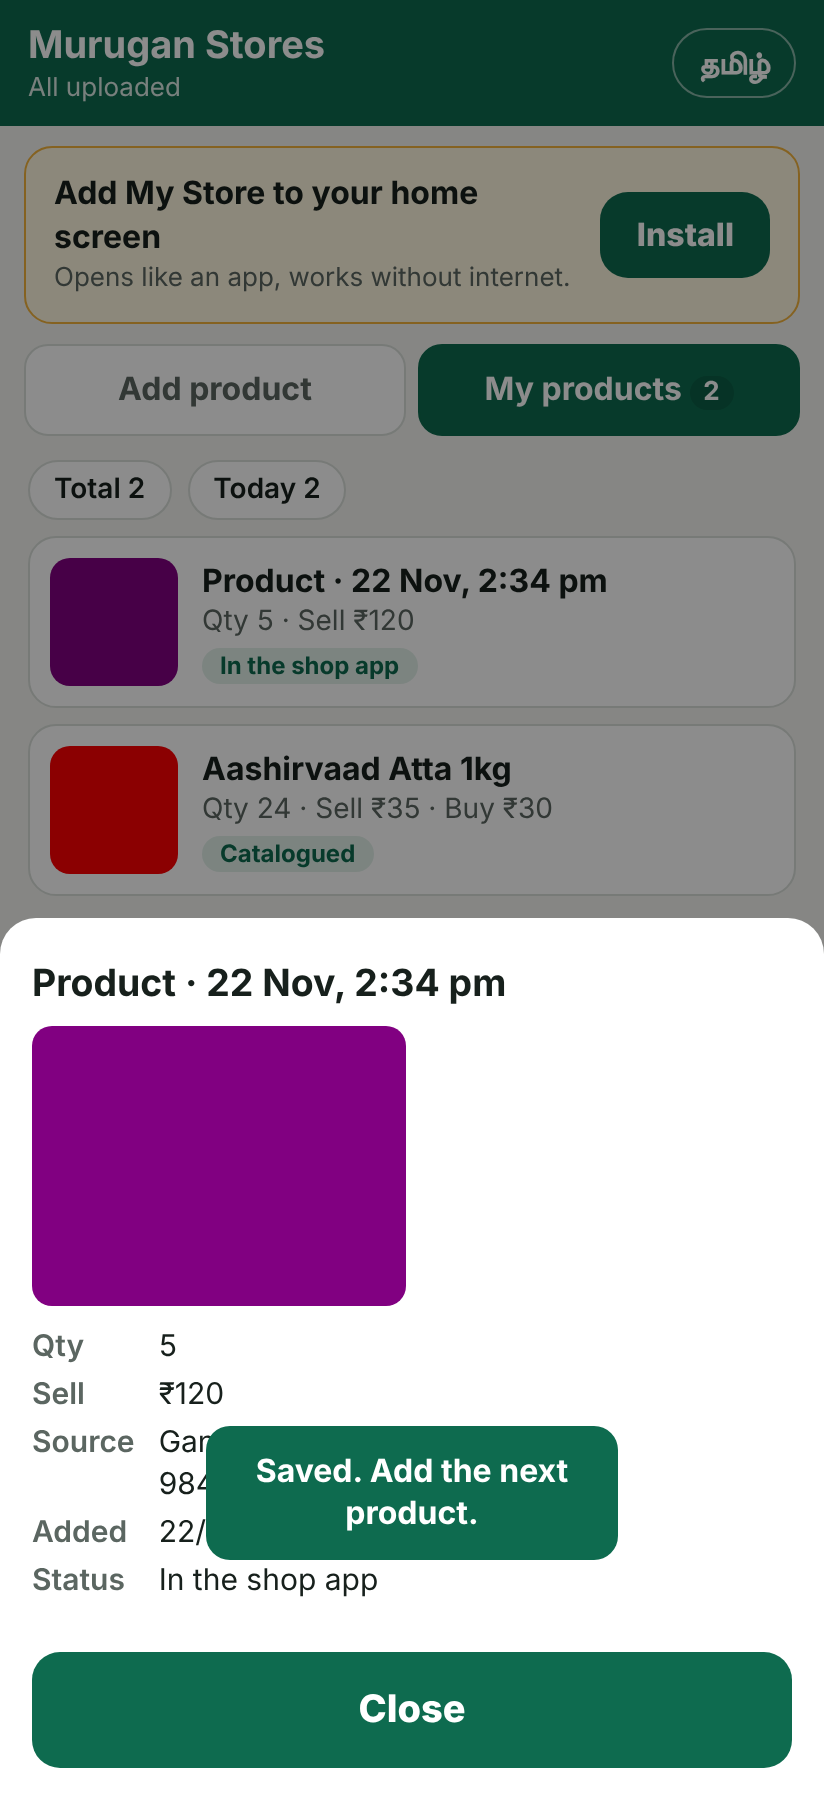 Murugan Stores
All uploaded
தமிழ்
Add My Store to your home
screen
Opens like an app, works without internet.
Install
Add product
My products 2
Total 2
Today 2
Product · 22 Nov, 2:34 pm
Qty 5 · Sell ₹120
In the shop app
Aashirvaad Atta 1kg
Qty 24 · Sell ₹35 · Buy ₹30
Catalogued
Product · 22 Nov, 2:34 pm
Qty 5
Sell ₹120
Source
Added 22/
Status In the shop app
Saved. Add the next
product.
Close